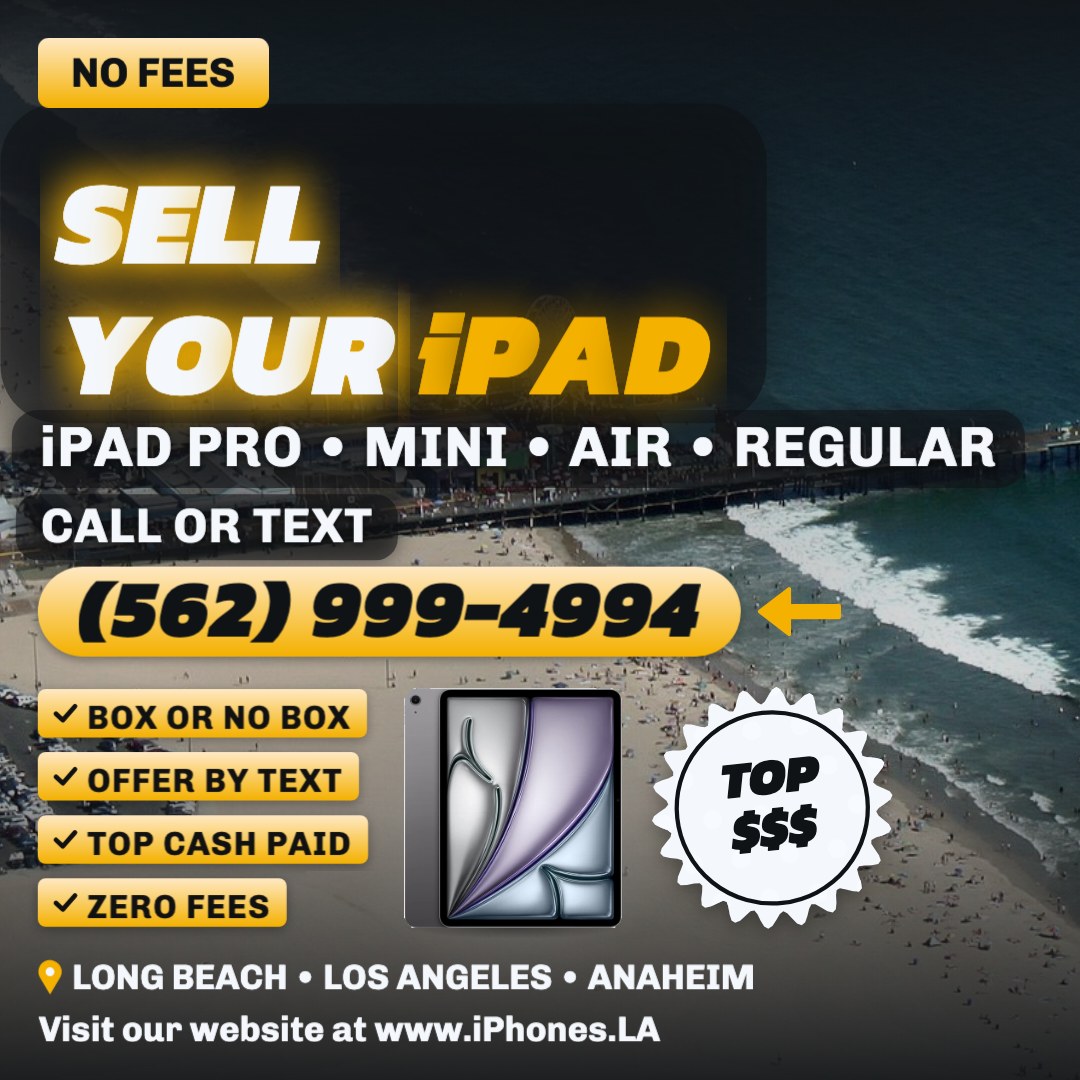 NO FEES
SELL
YOUR iPAD
iPAD PRO • MINI • AIR • REGULAR
CALL OR TEXT
(562) 999-4994
✓ BOX OR NO BOX
✓ OFFER BY TEXT
✓ TOP CASH PAID
✓ ZERO FEES
TOP
$$$
LONG BEACH • LOS ANGELES • ANAHEIM
Visit our website at www.iPhones.LA